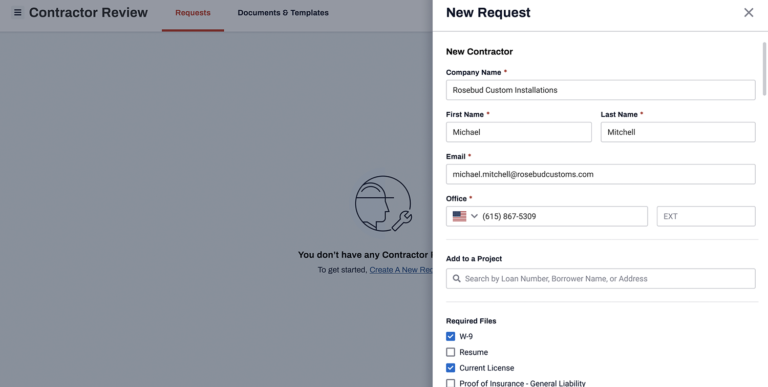 Contractor Review
Requests
Documents & Templates
You don't have any Contractor
To get started, Create A New
New Request
New Contractor
Company Name *
Rosebud Custom Installations
First Name *
Last Name *
Michael
Mitchell
Email *
michael.mitchell@rosebudcustoms.com
Office *
(615) 867-5309
EXT
Add to a Project
Search by Loan Number, Borrower Name, or Address
Required Files
W-9
Resume
Current License
Proof of Insurance - General Liability